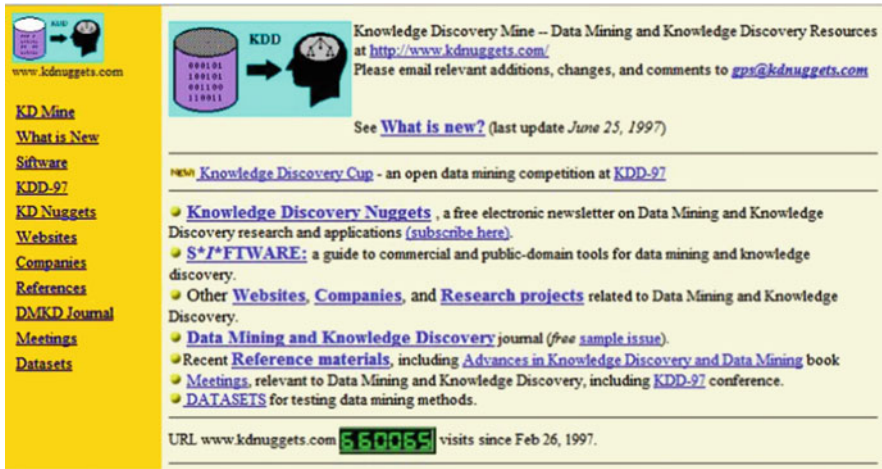 KDD
www.kdnuggets.com
KD Mine
What is New
Siftware
KDD-97
KD Nuggets
Websites
Companies
References
DMKD Journal
Meetings
Datasets
KDD
000101
100101
001100
110011
Knowledge Discovery Mine -- Data Mining and Knowledge Discovery Resources
at http://www.kdnuggets.com/
Please email relevant additions, changes, and comments to gps@kdnuggets.com
See What is new? (last update June 25, 1997)
NEW! Knowledge Discovery Cup - an open data mining competition at KDD-97
Knowledge Discovery Nuggets , a free electronic newsletter on Data Mining and Knowledge
Discovery research and applications (subscribe here).
S*I*FTWARE: a guide to commercial and public-domain tools for data mining and knowledge
discovery.
Other Websites, Companies, and Research projects related to Data Mining and Knowledge
Discovery.
Data Mining and Knowledge Discovery journal (free sample issue).
Recent Reference materials, including Advances in Knowledge Discovery and Data Mining book
Meetings, relevant to Data Mining and Knowledge Discovery, including KDD-97 conference.
DATASETS for testing data mining methods.
URL www.kdnuggets.com 660065 visits since Feb 26, 1997.